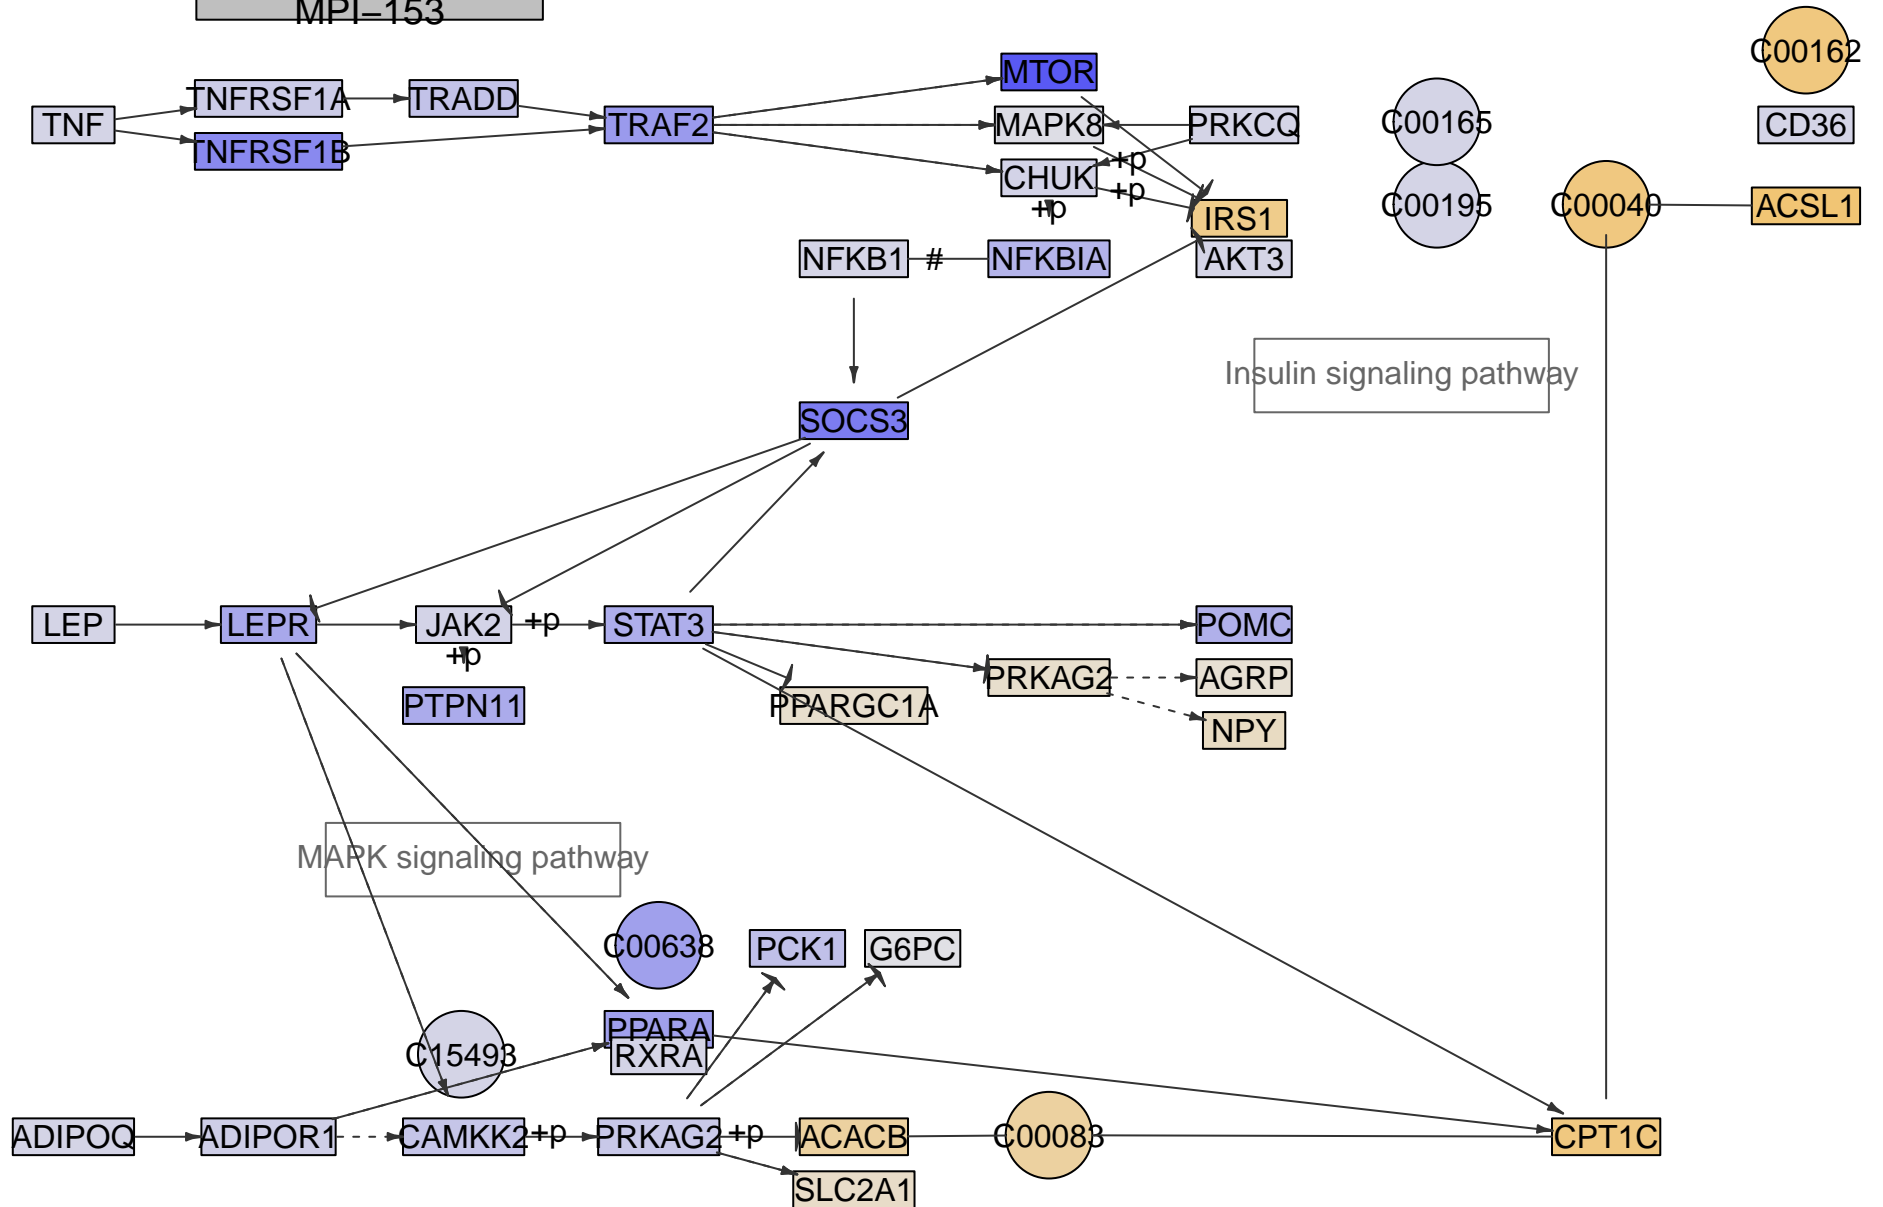 MPI–153
C00162
TNF
TNFRSF1A
TRADD
TNFRSF1B
TRAF2
MTOR
MAPK8
PRKCQ
CHUK
+p
+p
+p
IRS1
AKT3
C00165
C00195
CD36
C00040
ACSL1
NFKB1
#
NFKBIA
Insulin signaling pathway
SOCS3
LEP
LEPR
JAK2
+p
STAT3
POMC
+p
PTPN11
PPARGC1A
PRKAG2
AGRP
NPY
MAPK signaling pathway
C00638
PCK1
G6PC
C15493
PPARA
RXRA
ADIPOQ
ADIPOR1
CAMKK2
+p
PRKAG2
+p
ACACB
C00083
CPT1C
SLC2A1